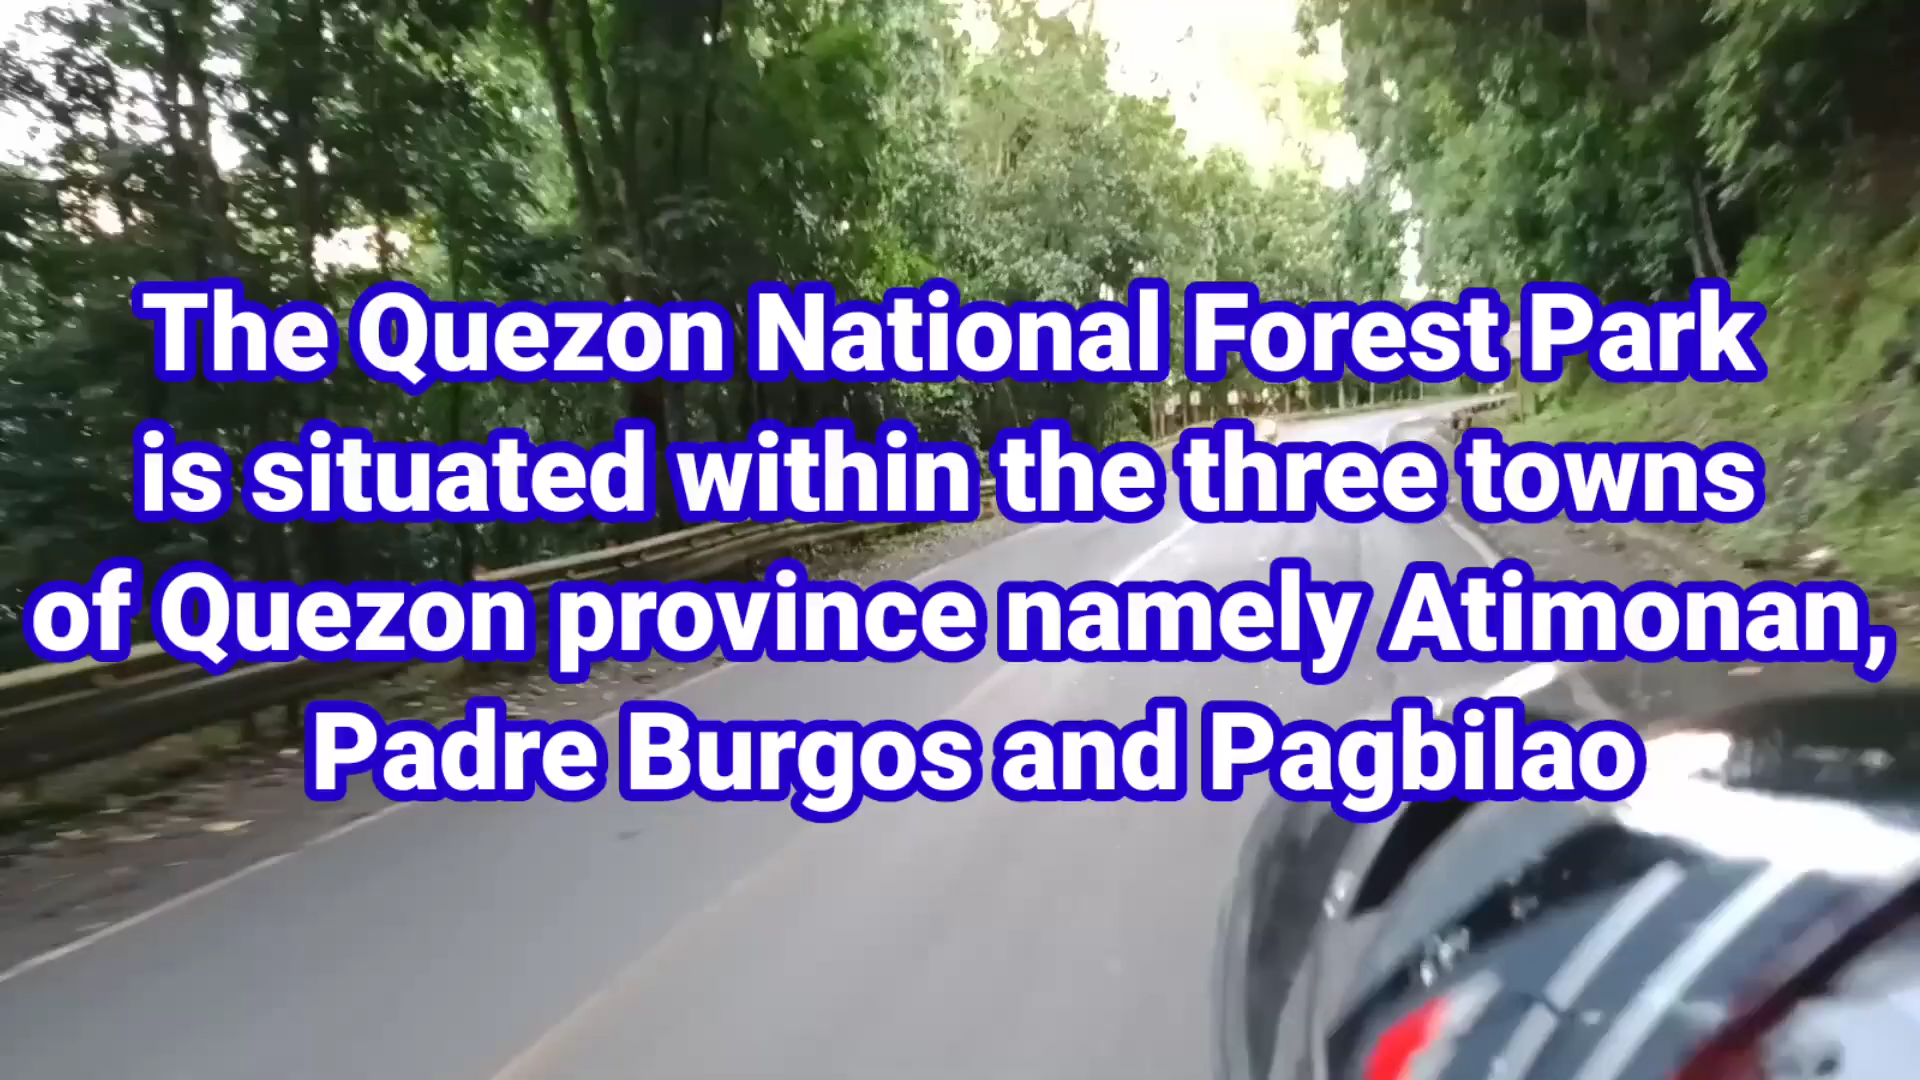 The Quezon National Forest Park
is situated within the three towns
of Quezon province namely Atimonan,
Padre Burgos and Pagbilao